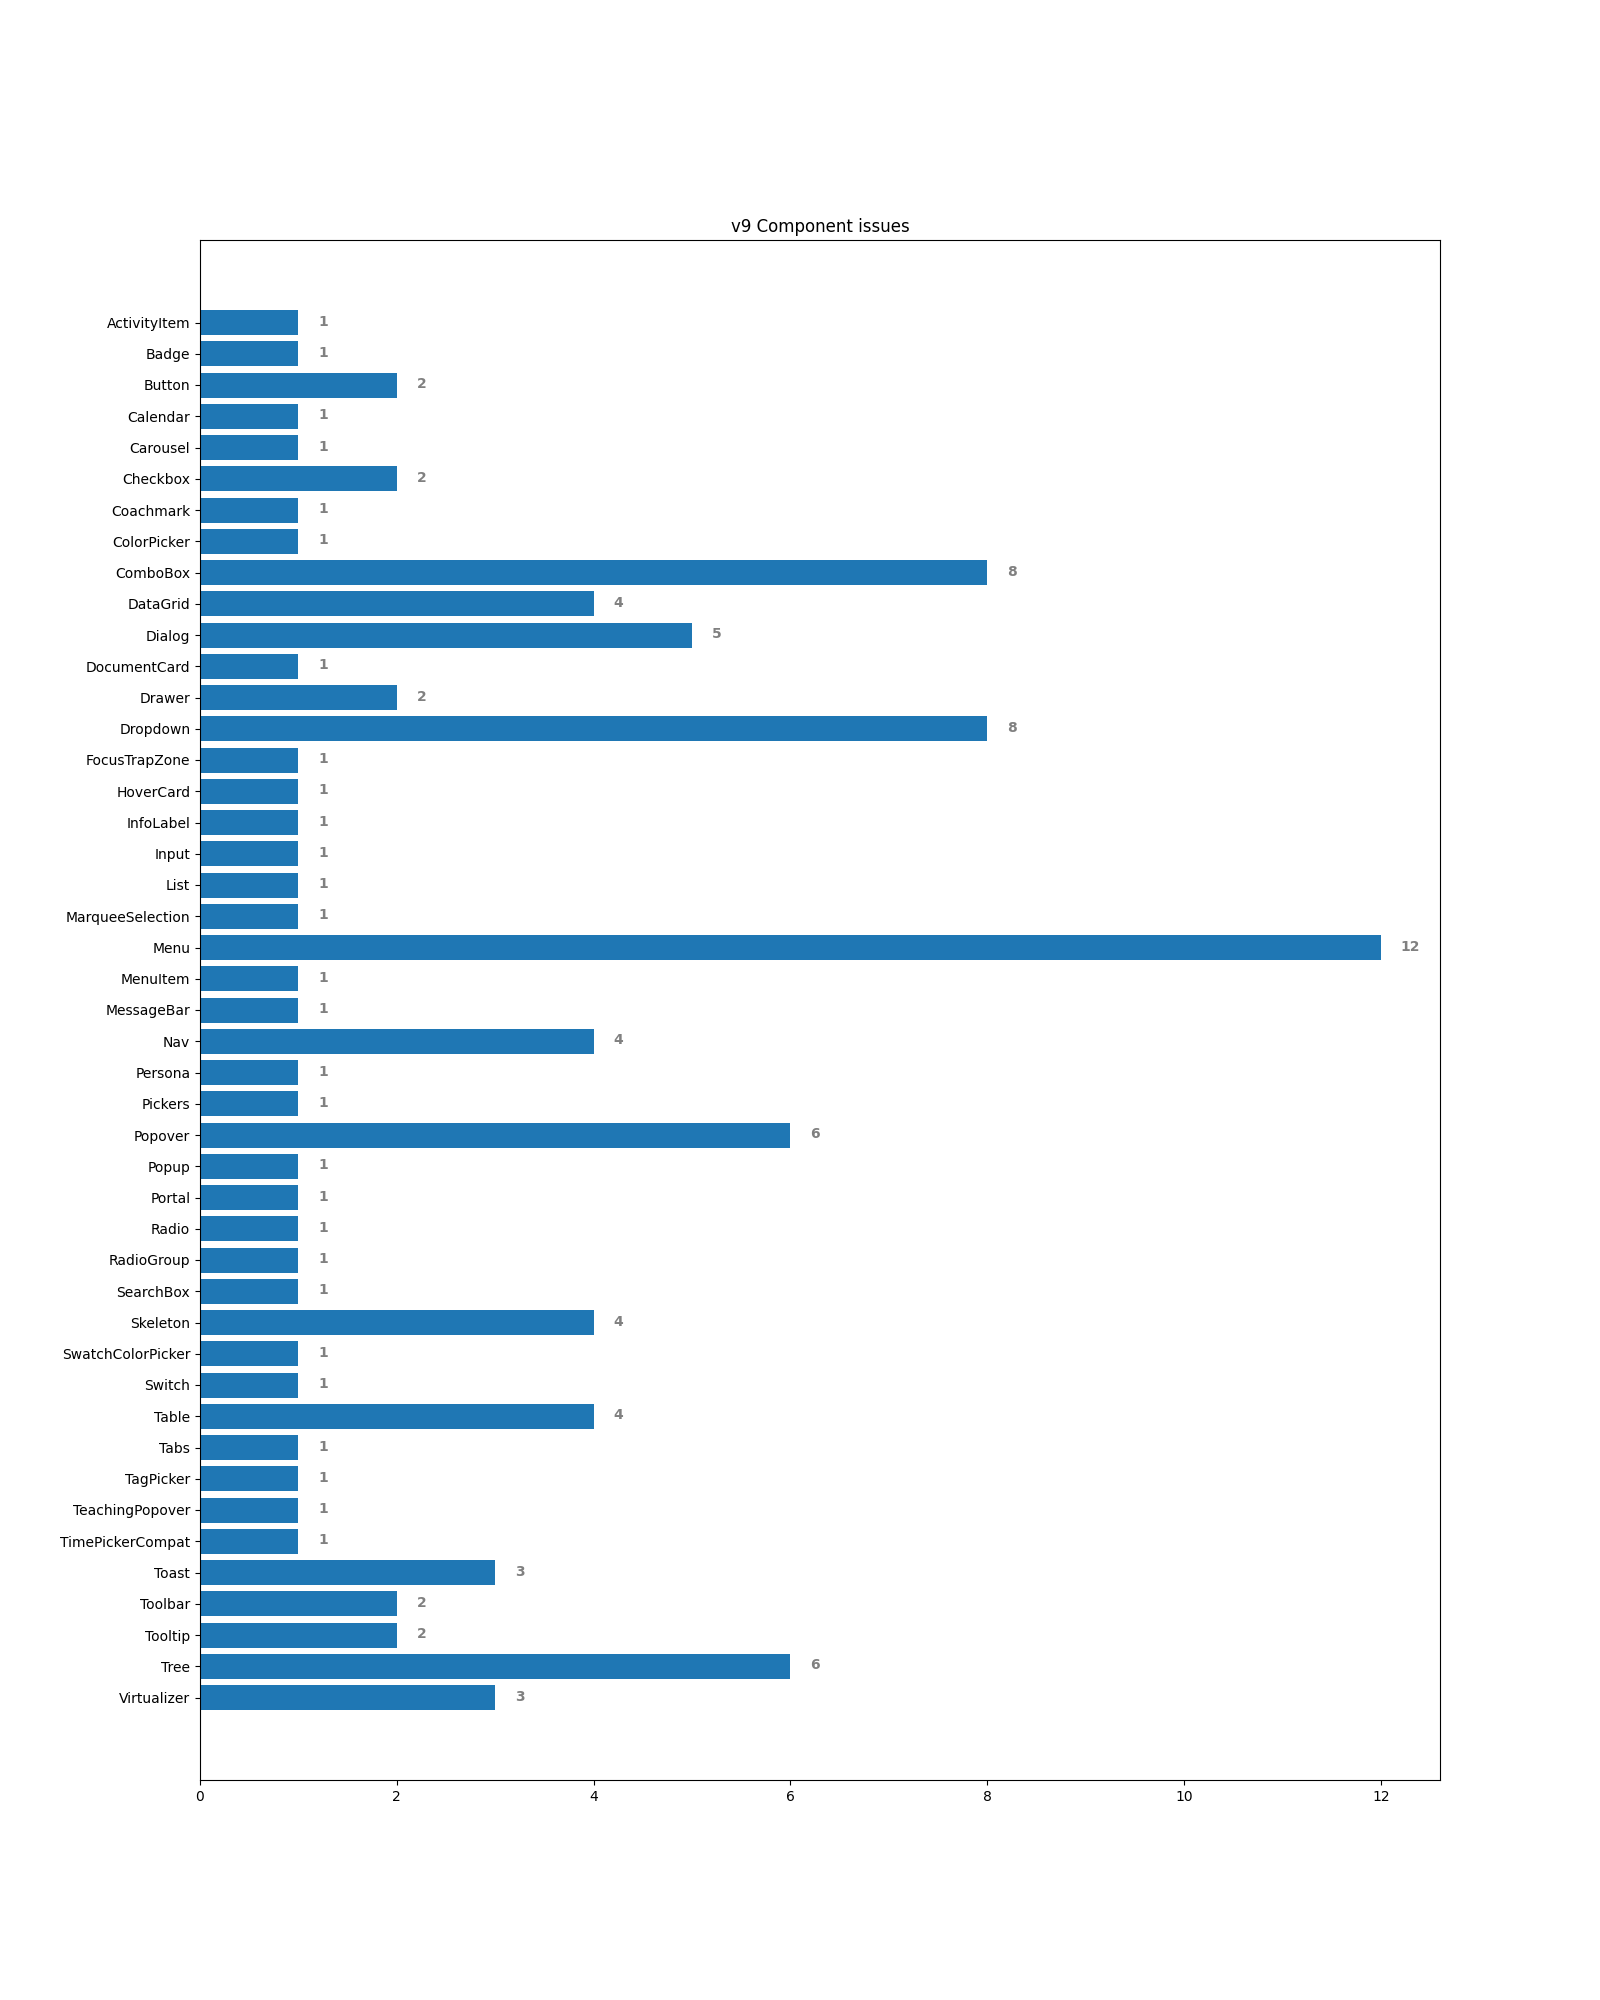 v9 Component issues
ActivityItem 1
Badge 1
Button 2
Calendar 1
Carousel 1
Checkbox 2
Coachmark 1
ColorPicker 1
ComboBox 8
DataGrid 4
Dialog 5
DocumentCard 1
Drawer 2
Dropdown 8
FocusTrapZone 1
HoverCard 1
InfoLabel 1
Input 1
List 1
MarqueeSelection 1
Menu 12
MenuItem 1
MessageBar 1
Nav 4
Persona 1
Pickers 1
Popover 6
Popup 1
Portal 1
Radio 1
RadioGroup 1
SearchBox 1
Skeleton 4
SwatchColorPicker 1
Switch 1
Table 4
Tabs 1
TagPicker 1
TeachingPopover 1
TimePickerCompat 1
Toast 3
Toolbar 2
Tooltip 2
Tree 6
Virtualizer 3
0 2 4 6 8 10 12